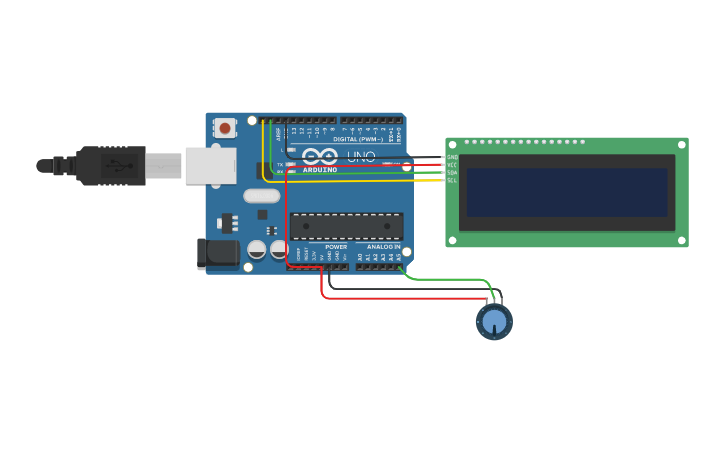 AREF
13
12
~11
~10
~9
8
7
~6
~5
4
~3
2
TX→1
RX←0
DIGITAL (PWM~)
L
TX
RX
UNO
ARDUINO
GND
VCC
SDA
SCL
POWER
ANALOG IN
IOREF
RESET
3.3V
5V
GND
GND
Vin
A0
A1
A2
A3
A4
A5